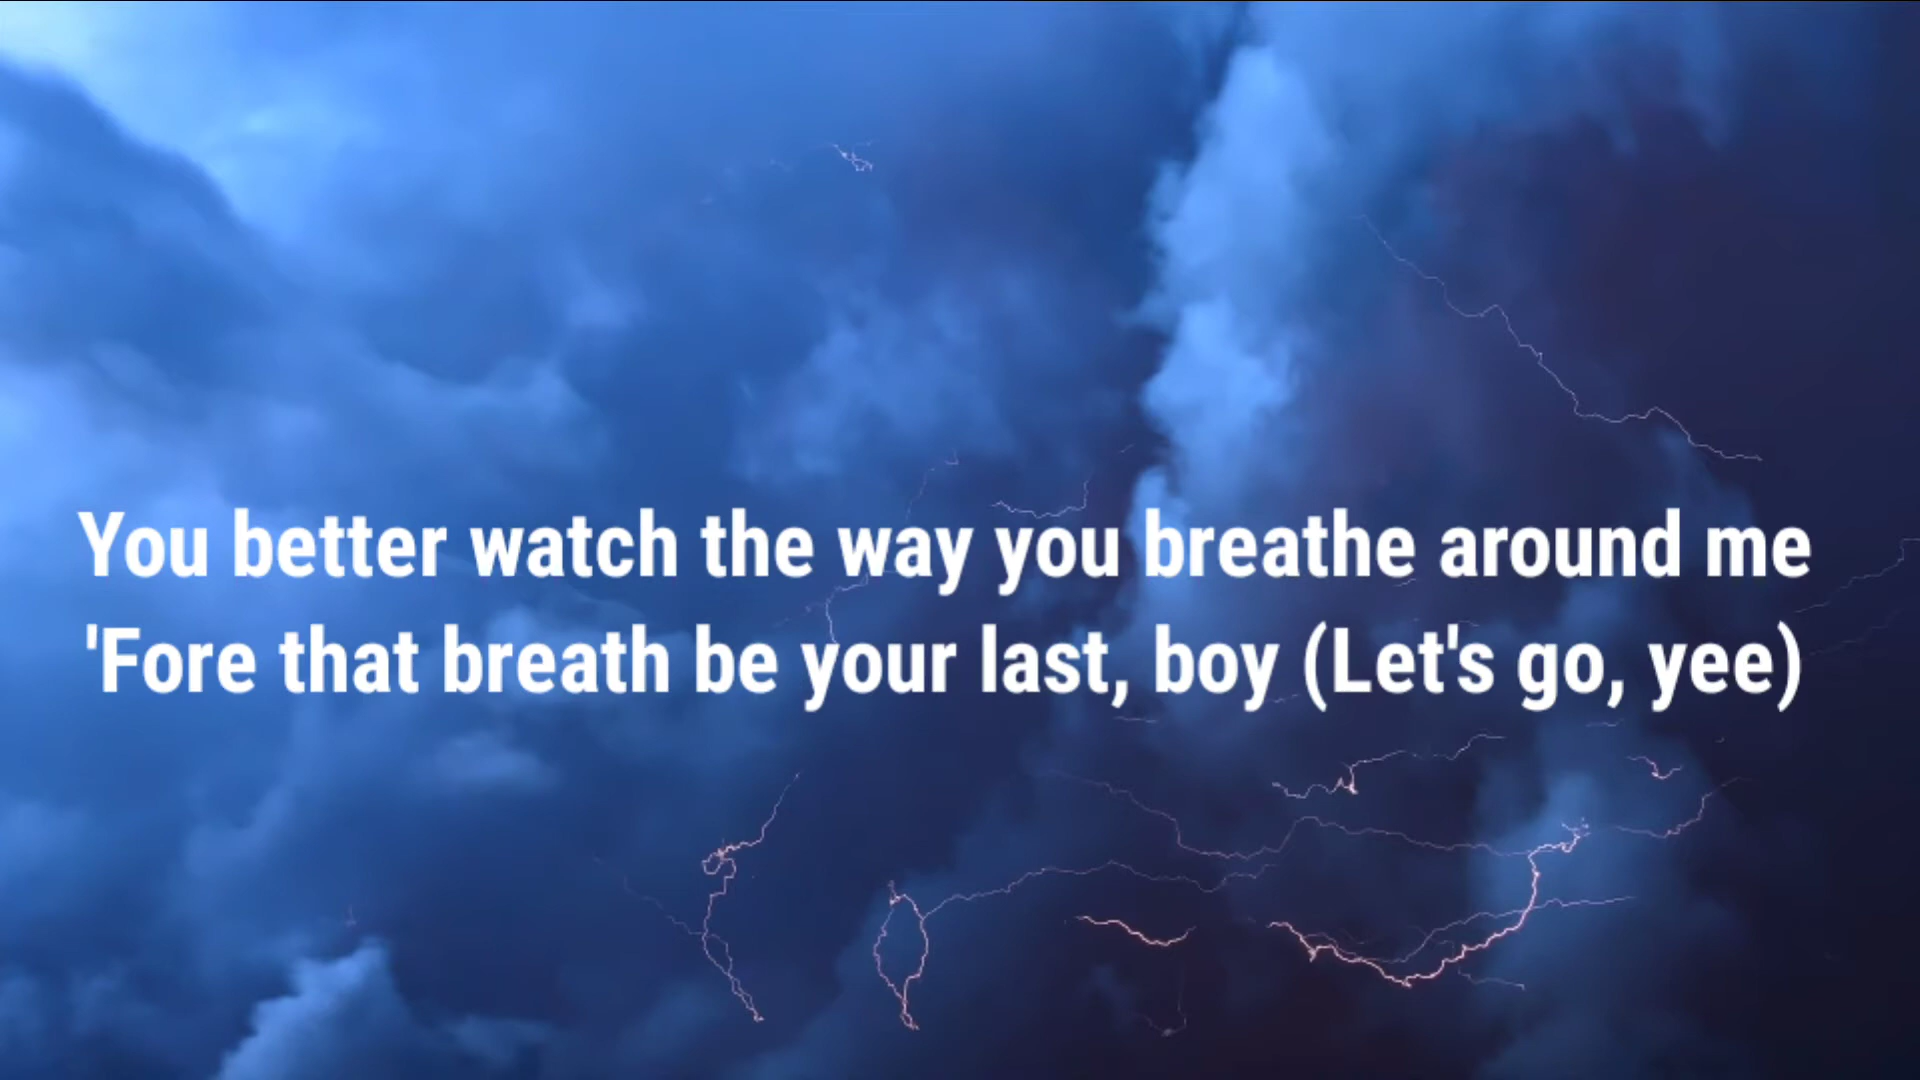 You better watch the way you breathe around me
'Fore that breath be your last, boy (Let's go, yee)